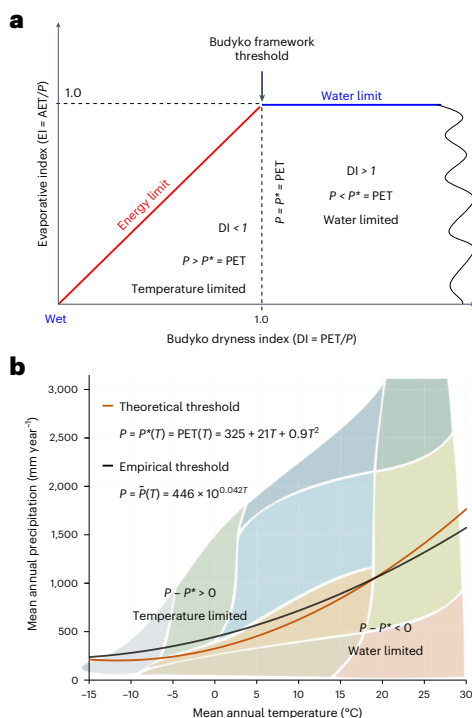 a
Budyko framework
threshold
1.0
Water limit
Evaporative index (EI = AET/P)
Energy limit
P = P* = PET
DI > 1
P < P* = PET
Water limited
DI < 1
P > P* = PET
Temperature limited
Wet
1.0
Budyko dryness index (DI = PET/P)
b
3,000
2,500
2,000
1,500
1,000
500
0
Mean annual precipitation (mm year⁻¹)
Theoretical threshold
P = P*(T) = PET(T) = 325 + 21T + 0.9T²
Empirical threshold
P = P̄(T) = 446 × 10^0.042T
P – P* > 0
Temperature limited
P – P* < 0
Water limited
–15 –10 –5 0 5 10 15 20 25 30
Mean annual temperature (°C)